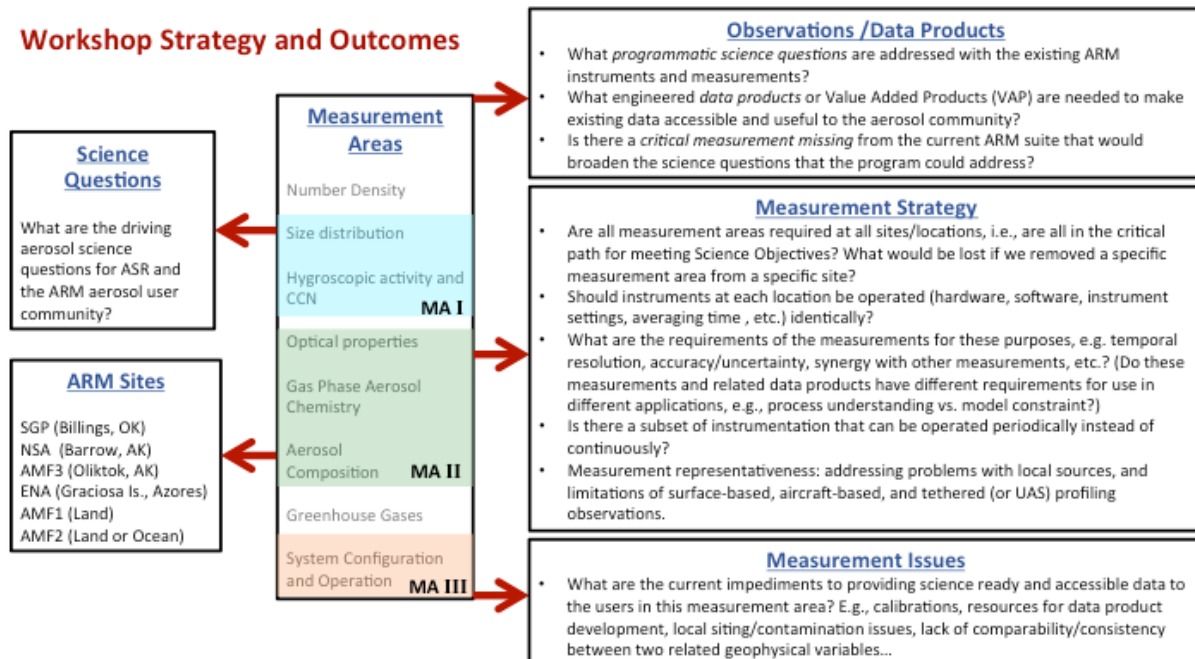 Workshop Strategy and Outcomes
Science
Questions
What are the driving
aerosol science
questions for ASR and
the ARM aerosol user
community?
ARM Sites
SGP (Billings, OK)
NSA (Barrow, AK)
AMF3 (Oliktok, AK)
ENA (Graciosa Is., Azores)
AMF1 (Land)
AMF2 (Land or Ocean)
Measurement
Areas
Number Density
Size distribution
Hygroscopic activity and
CCN
MA I
Optical properties
Gas Phase Aerosol
Chemistry
Aerosol
Composition
MA II
Greenhouse Gases
System Configuration
and Operation
MA III
Observations /Data Products
• What programmatic science questions are addressed with the existing ARM
instruments and measurements?
• What engineered data products or Value Added Products (VAP) are needed to make
existing data accessible and useful to the aerosol community?
• Is there a critical measurement missing from the current ARM suite that would
broaden the science questions that the program could address?
Measurement Strategy
• Are all measurement areas required at all sites/locations, i.e., are all in the critical
path for meeting Science Objectives? What would be lost if we removed a specific
measurement area from a specific site?
• Should instruments at each location be operated (hardware, software, instrument
settings, averaging time , etc.) identically?
• What are the requirements of the measurements for these purposes, e.g. temporal
resolution, accuracy/uncertainty, synergy with other measurements, etc.? (Do these
measurements and related data products have different requirements for use in
different applications, e.g., process understanding vs. model constraint?)
• Is there a subset of instrumentation that can be operated periodically instead of
continuously?
• Measurement representativeness: addressing problems with local sources, and
limitations of surface-based, aircraft-based, and tethered (or UAS) profiling
observations.
Measurement Issues
• What are the current impediments to providing science ready and accessible data to
the users in this measurement area? E.g., calibrations, resources for data product
development, local siting/contamination issues, lack of comparability/consistency
between two related geophysical variables...